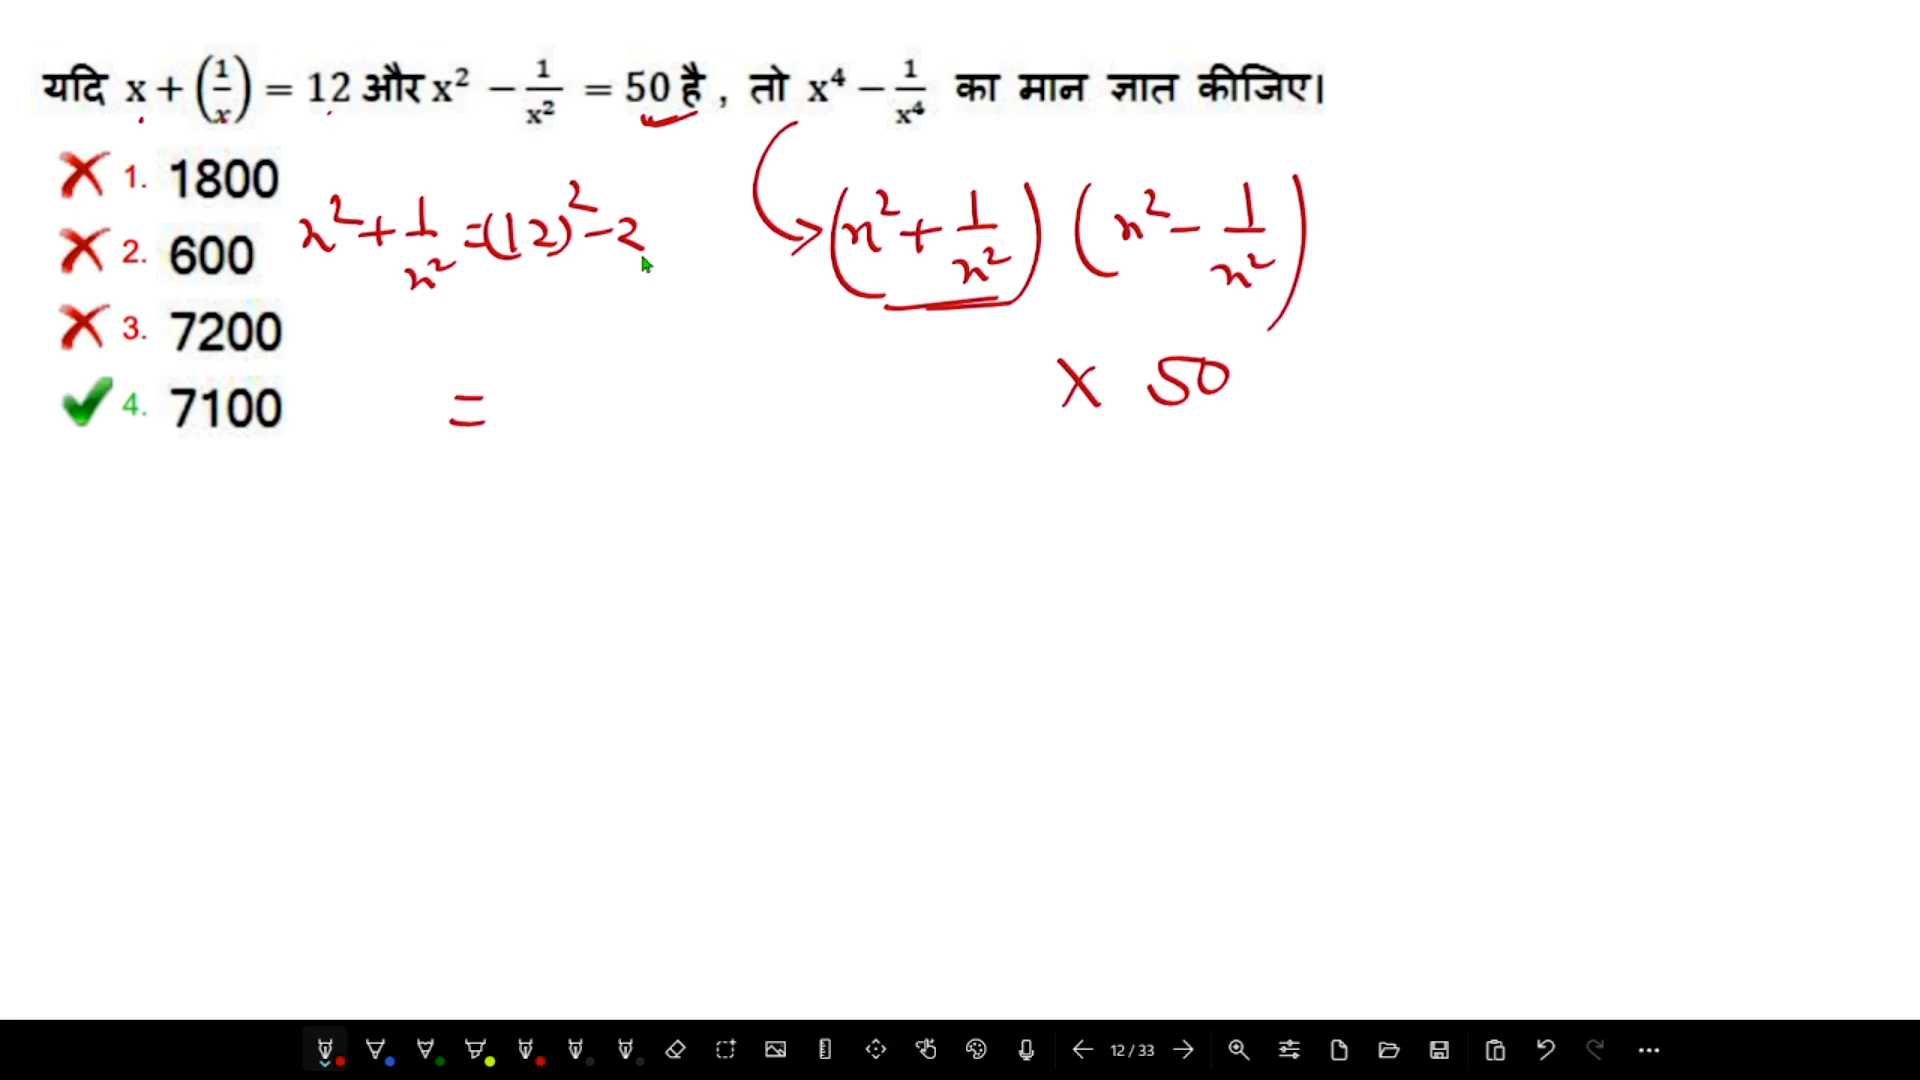 यदि x + (1/x) = 12 और x² − 1/x² = 50 है , तो x⁴ − 1/x⁴ का मान ज्ञात कीजिए।
1. 1800
2. 600
3. 7200
4. 7100
x² + 1/x² = (12)² − 2
(x² + 1/x²) (x² − 1/x²)
= × 50
12 / 33